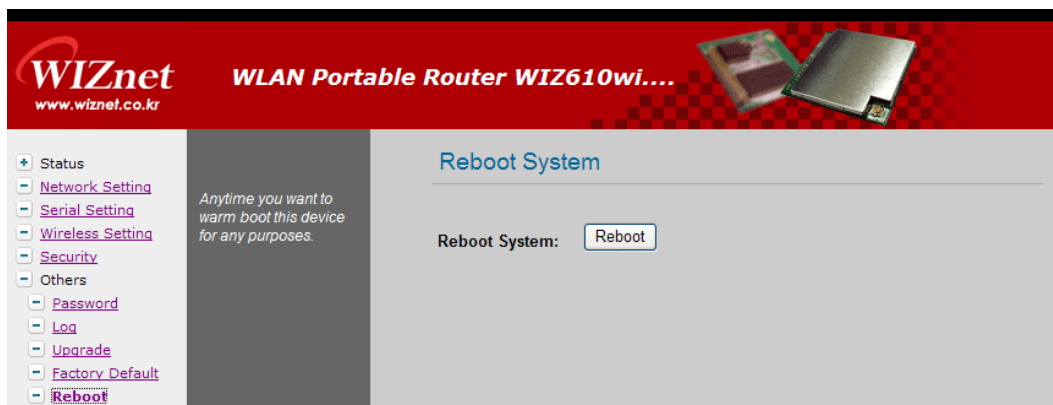 WIZnet
www.wiznet.co.kr
WLAN Portable Router WIZ610wi....
Status
Network Setting
Serial Setting
Wireless Setting
Security
Others
Password
Log
Upgrade
Factory Default
Reboot
Anytime you want to
warm boot this device
for any purposes.
Reboot System
Reboot System:
Reboot